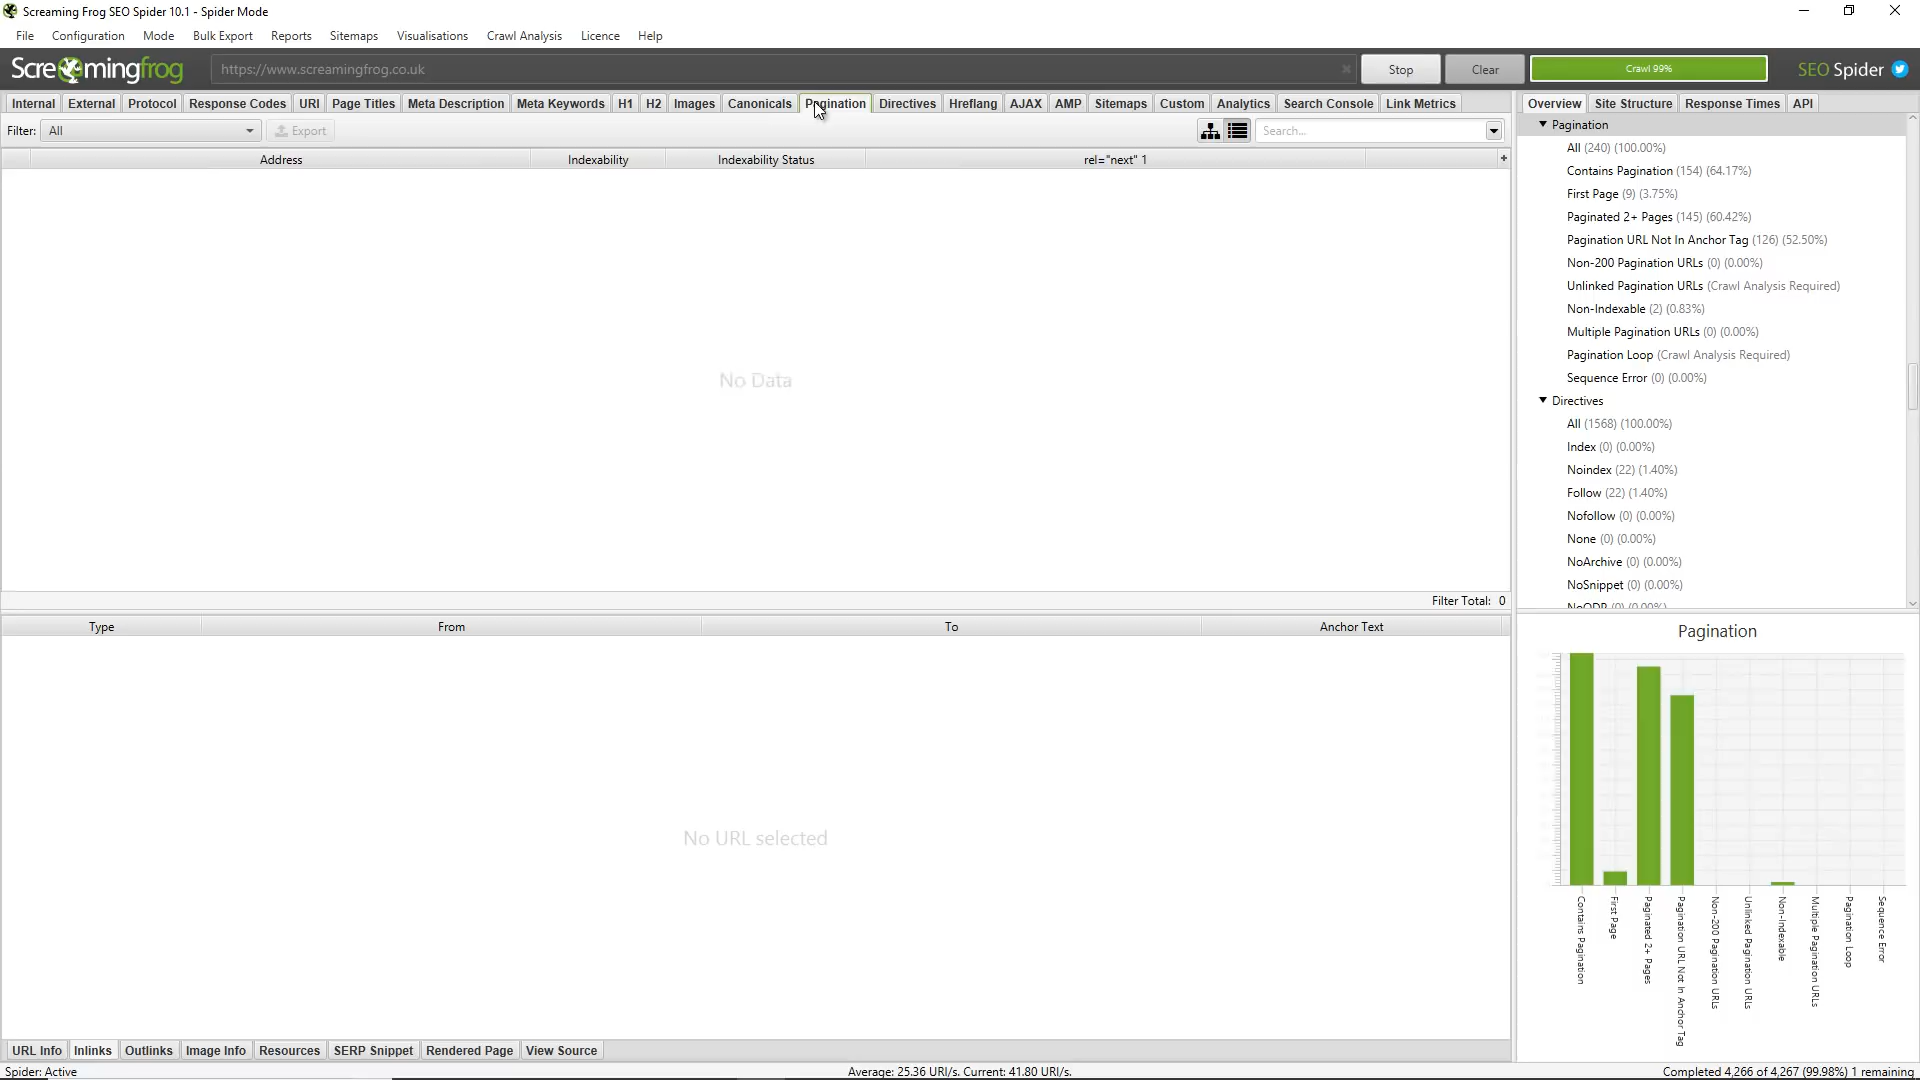 Screaming Frog SEO Spider 10.1 - Spider Mode
File Configuration Mode Bulk Export Reports Sitemaps Visualisations Crawl Analysis Licence Help
Screamingfrog https://www.screamingfrog.co.uk Stop Clear Crawl 99% SEO Spider
Internal External Protocol Response Codes URI Page Titles Meta Description Meta Keywords H1 H2 Images Canonicals Pagination Directives Hreflang AJAX AMP Sitemaps Custom Analytics Search Console Link Metrics
Filter: All Export Search...
Address Indexability Indexability Status rel="next" 1 +
No Data
Filter Total: 0
Type From To Anchor Text
No URL selected
URL Info Inlinks Outlinks Image Info Resources SERP Snippet Rendered Page View Source
Overview Site Structure Response Times API
Pagination
All (240) (100.00%)
Contains Pagination (154) (64.17%)
First Page (9) (3.75%)
Paginated 2+ Pages (145) (60.42%)
Pagination URL Not In Anchor Tag (126) (52.50%)
Non-200 Pagination URLs (0) (0.00%)
Unlinked Pagination URLs (Crawl Analysis Required)
Non-Indexable (2) (0.83%)
Multiple Pagination URLs (0) (0.00%)
Pagination Loop (Crawl Analysis Required)
Sequence Error (0) (0.00%)
Directives
All (1568) (100.00%)
Index (0) (0.00%)
Noindex (22) (1.40%)
Follow (22) (1.40%)
Nofollow (0) (0.00%)
None (0) (0.00%)
NoArchive (0) (0.00%)
NoSnippet (0) (0.00%)
NoODP (0) (0.00%)
Pagination
Contains Pagination
First Page
Paginated 2+ Pages
Pagination URL Not In Anchor Tag
Non-200 Pagination URLs
Unlinked Pagination URLs
Non-Indexable
Multiple Pagination URLs
Pagination Loop
Sequence Error
Spider: Active Average: 25.36 URI/s. Current: 41.80 URI/s. Completed 4,266 of 4,267 (99.98%) 1 remaining